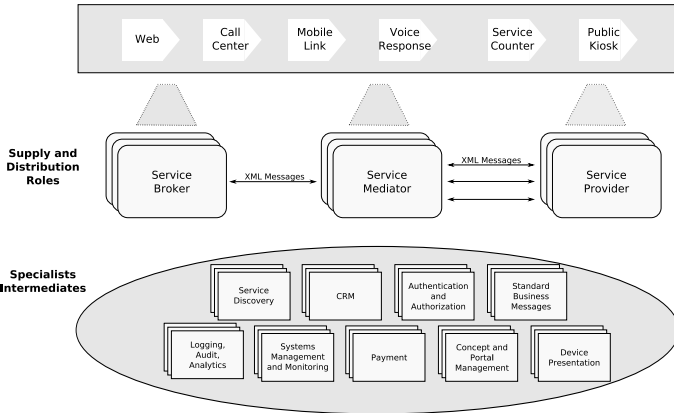 Web
Call
Center
Mobile
Link
Voice
Response
Service
Counter
Public
Kiosk
Supply and
Distribution
Roles
Service
Broker
XML Messages
Service
Mediator
XML Messages
Service
Provider
Specialists
Intermediates
Service
Discovery
CRM
Authentication
and
Authorization
Standard
Business
Messages
Logging,
Audit,
Analytics
Systems
Management
and Monitoring
Payment
Concept and
Portal
Management
Device
Presentation